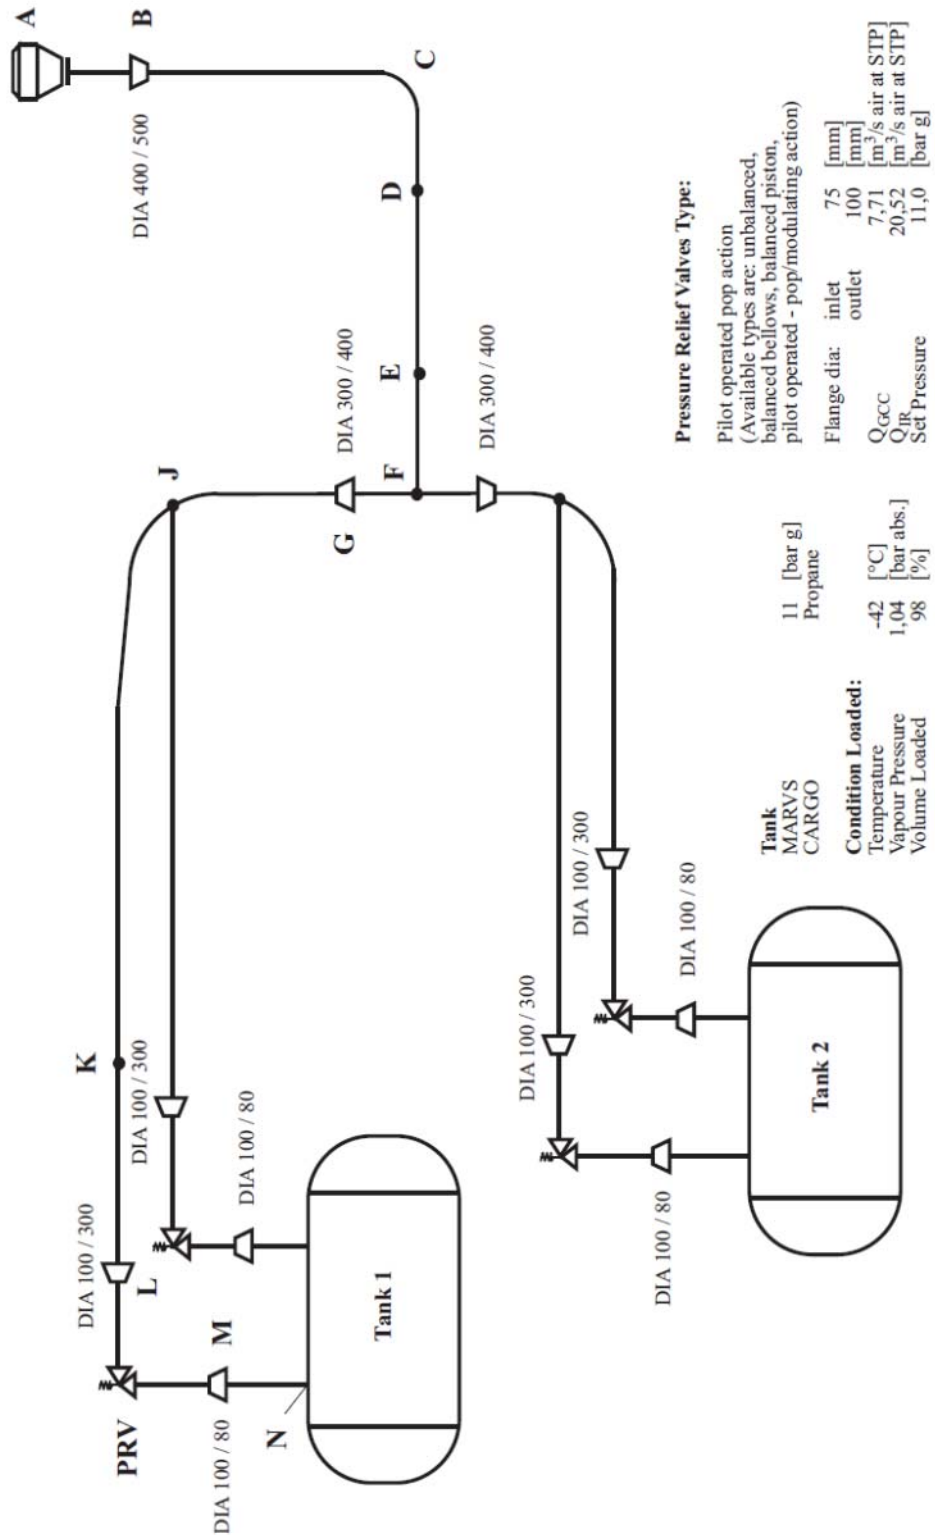 A
B
DIA 400 / 500
C
D
E
F
DIA 300 / 400
G
DIA 300 / 400
J
K
DIA 100 / 300
DIA 100 / 300
L
PRV
M
DIA 100 / 80
DIA 100 / 80
N
Tank 1
DIA 100 / 300
DIA 100 / 300
DIA 100 / 80
DIA 100 / 80
Tank 2
Tank
MARVS 11 [bar g]
CARGO Propane
Condition Loaded:
Temperature -42 [°C]
Vapour Pressure 1,04 [bar abs.]
Volume Loaded 98 [%]
Pressure Relief Valves Type:
Pilot operated pop action
(Available types are: unbalanced,
balanced bellows, balanced piston,
pilot operated - pop/modulating action)
Flange dia: inlet 75 [mm]
outlet 100 [mm]
QGCC 7,71 [m³/s air at STP]
QIR 20,52 [m³/s air at STP]
Set Pressure 11,0 [bar g]